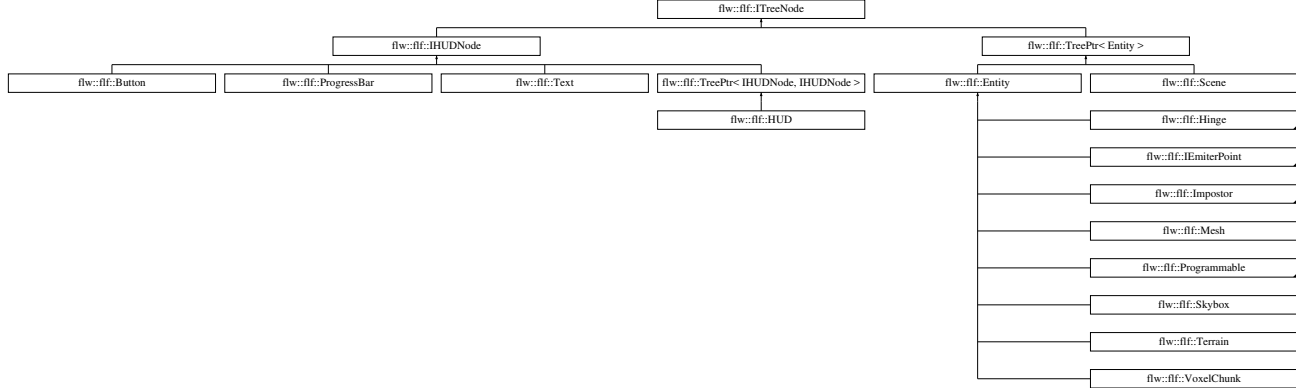 flw::flf::ITreeNode
flw::flf::IHUDNode
flw::flf::TreePtr< Entity >
flw::flf::Button
flw::flf::ProgressBar
flw::flf::Text
flw::flf::TreePtr< IHUDNode, IHUDNode >
flw::flf::Entity
flw::flf::Scene
flw::flf::HUD
flw::flf::Hinge
flw::flf::IEmiterPoint
flw::flf::Impostor
flw::flf::Mesh
flw::flf::Programmable
flw::flf::Skybox
flw::flf::Terrain
flw::flf::VoxelChunk